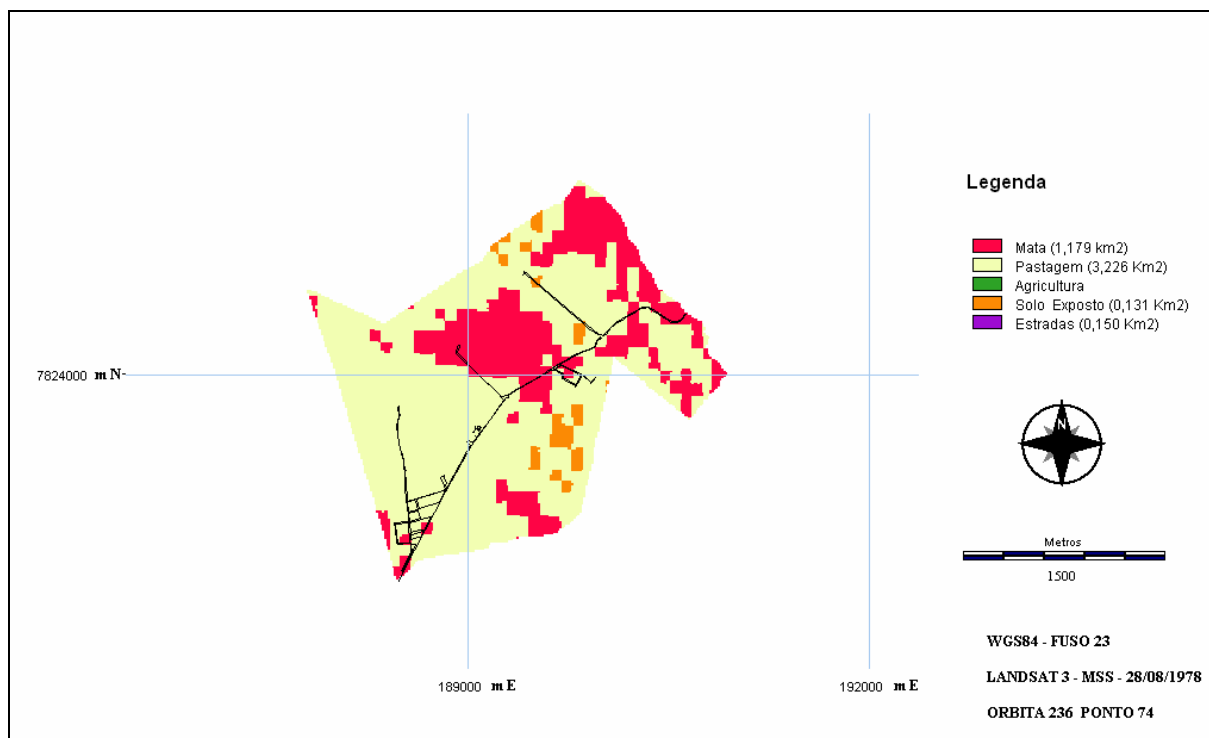 Legenda
Mata (1,179 km2)
Pastagem (3,226 Km2)
Agricultura
Solo Exposto (0,131 Km2)
Estradas (0,150 Km2)
7824000 m N
N
Metros
1500
WGS84 - FUSO 23
LANDSAT 3 - MSS - 28/08/1978
ORBITA 236 PONTO 74
189000 m E
192000 m E